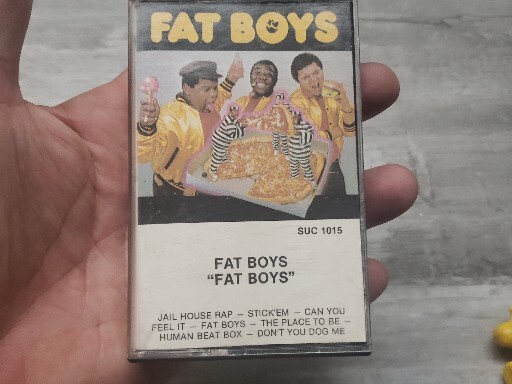 FAT BOYS
SUC 1015
FAT BOYS
"FAT BOYS"
JAIL HOUSE RAP – STICK'EM – CAN YOU
FEEL IT – FAT BOYS – THE PLACE TO BE –
HUMAN BEAT BOX – DON'T YOU DOG ME